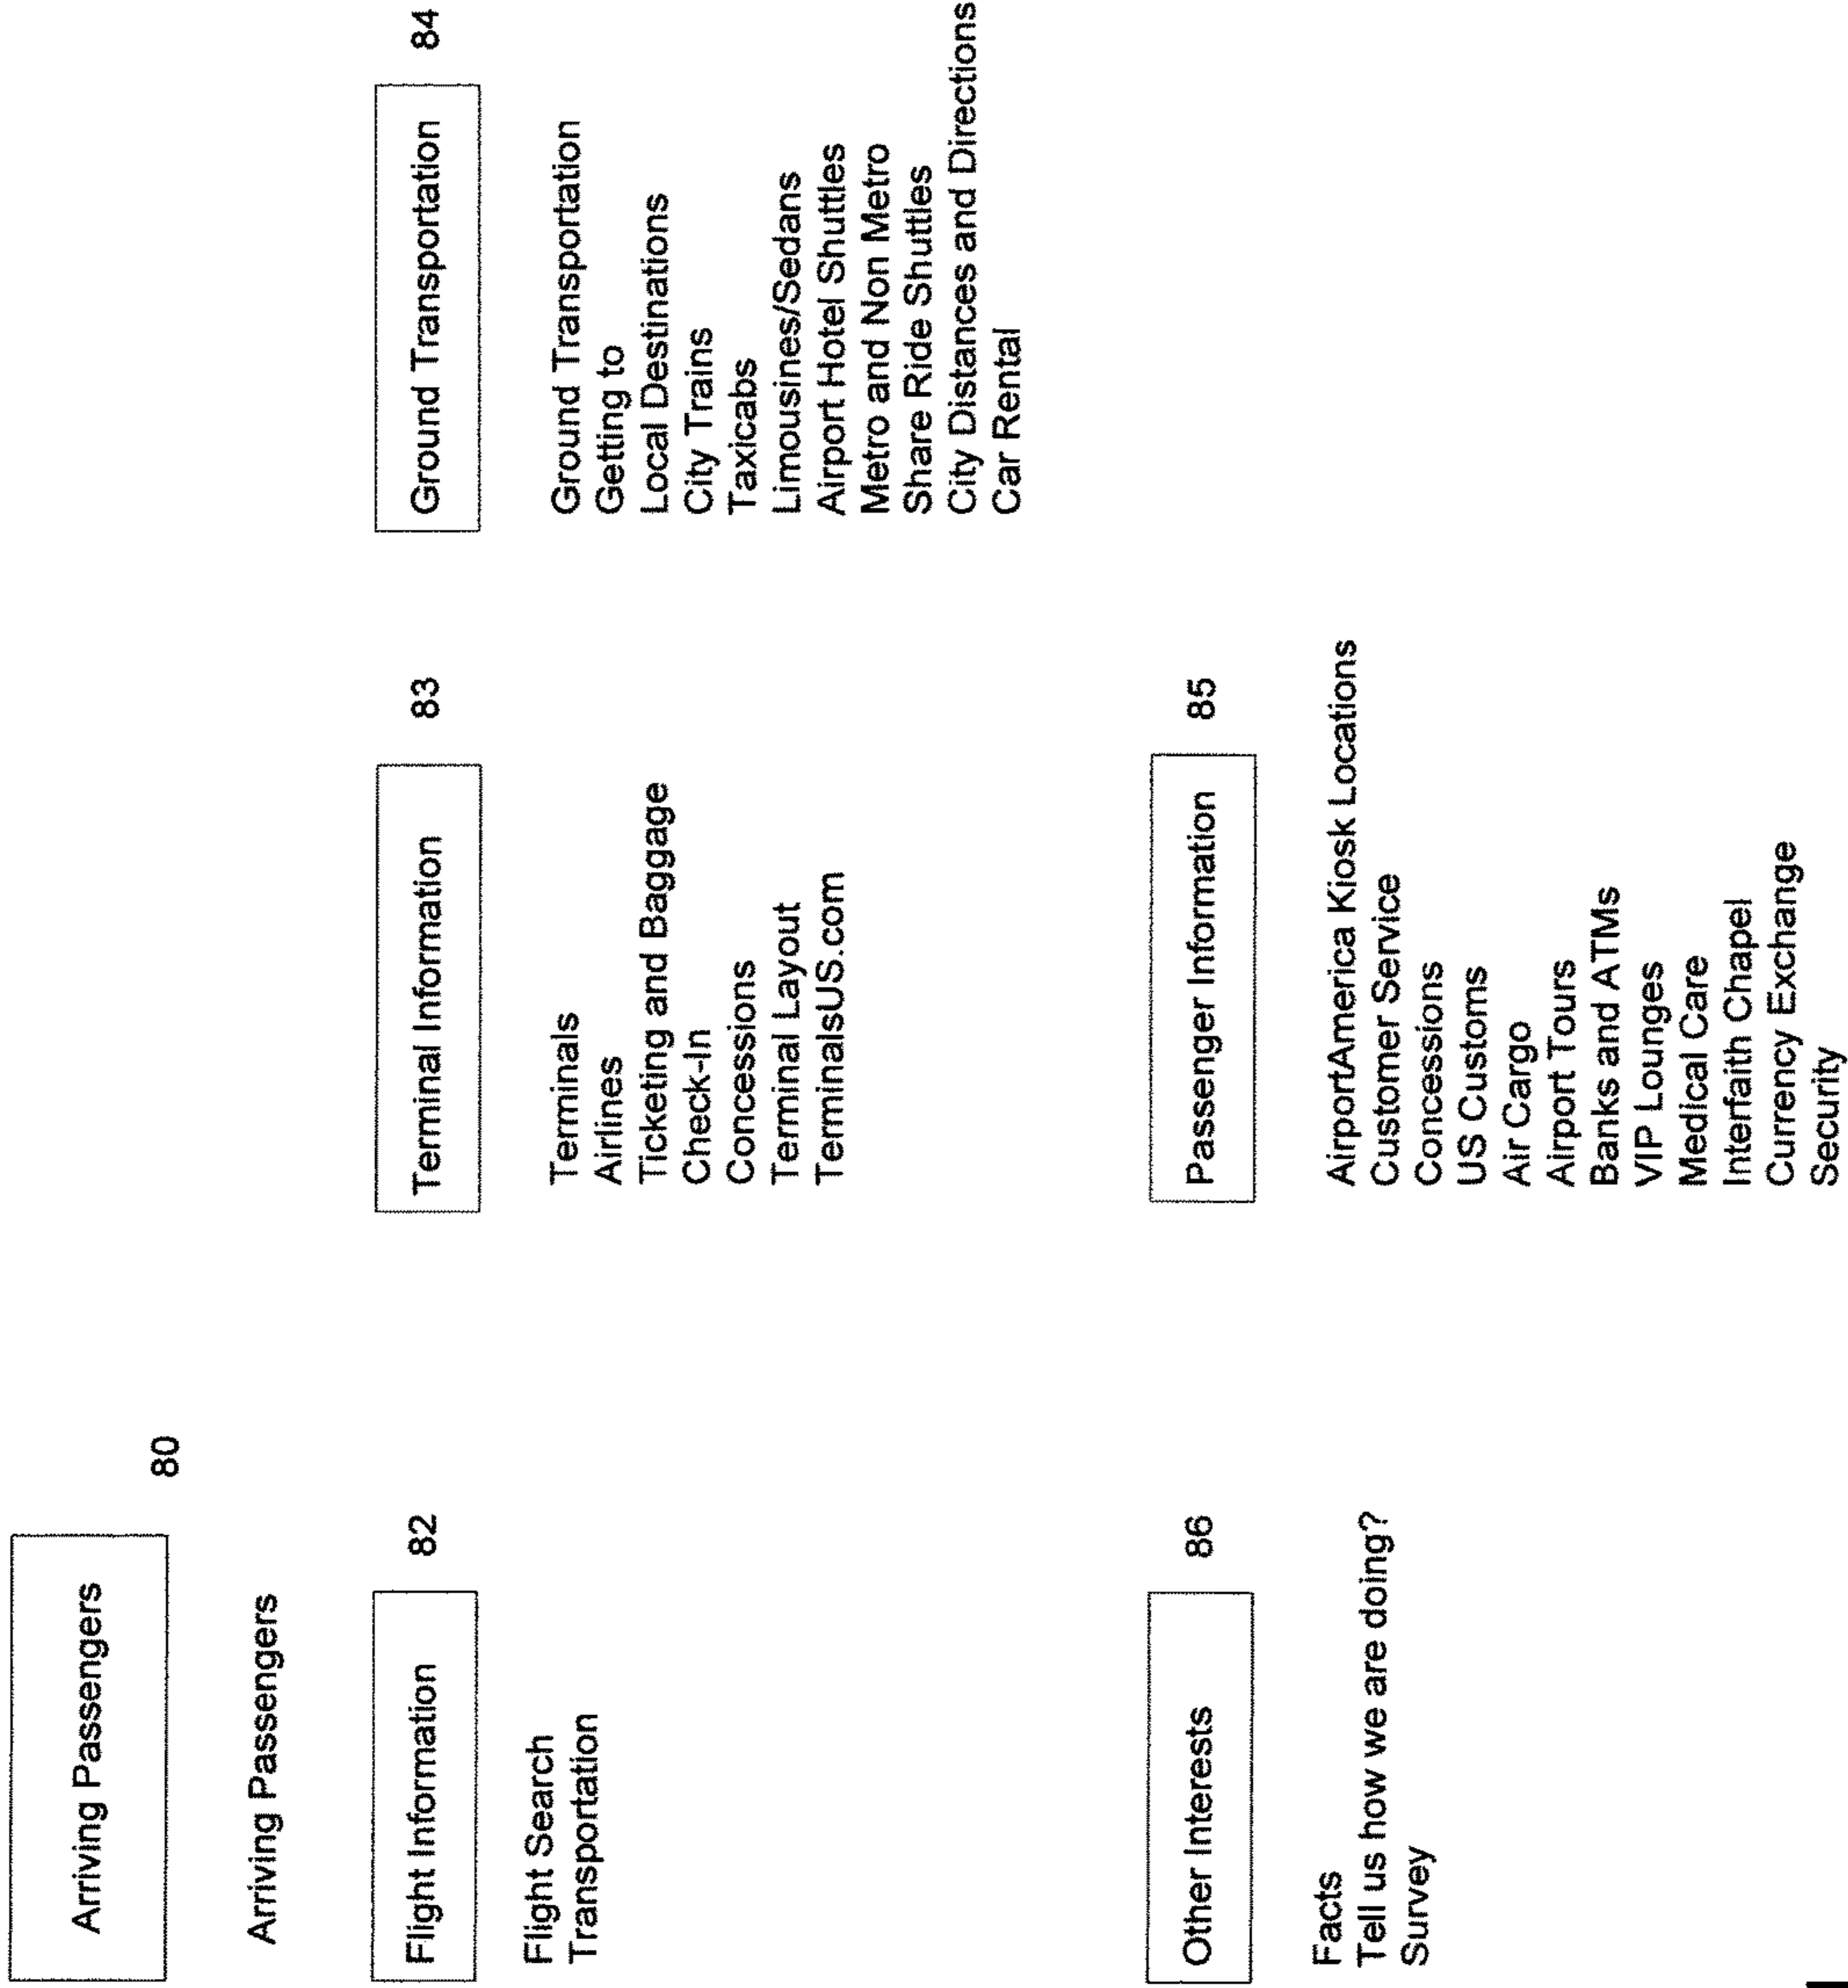 Arriving Passengers
80
Arriving Passengers
Flight Information
82
Flight Search
Transportation
Terminal Information
83
Terminals
Airlines
Ticketing and Baggage
Check-In
Concessions
Terminal Layout
TerminalsUS.com
Ground Transportation
84
Ground Transportation
Getting to
Local Destinations
City Trains
Taxicabs
Limousines/Sedans
Airport Hotel Shuttles
Metro and Non Metro
Share Ride Shuttles
City Distances and Directions
Car Rental
Other Interests
86
Facts
Tell us how we are doing?
Survey
Passenger Information
85
AirportAmerica Kiosk Locations
Customer Service
Concessions
US Customs
Air Cargo
Airport Tours
Banks and ATMs
VIP Lounges
Medical Care
Interfaith Chapel
Currency Exchange
Security